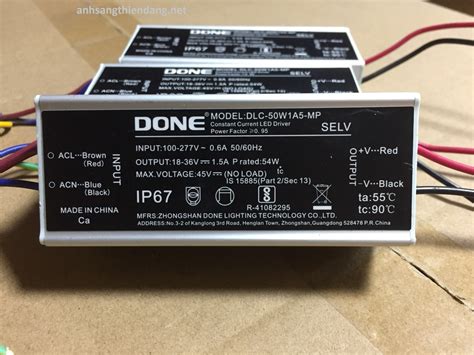 anhsangthiendang.net
DONE
SELV
DONE MODEL:DLC-50W1A5-MP
Constant Current LED Driver
Power Factor≥0.95
SELV
INPUT:100-277V ~ 0.6A 50/60Hz
OUTPUT:18-36V ⎓ 1.5A P rated:54W
MAX.VOLTAGE:45V ⎓ (NO LOAD) tc
IS 15885(Part 2/Sec 13)
IP67
R-41082295
MFRS:ZHONGSHAN DONE LIGHTING TECHNOLOGY CO.,LTD.
ADDRESS:No.3-2 of Kanglong 3rd Road, Henglan Town, Zhongshan, Guangdong 528478 P.R.China
ACL---Brown
(Red)
ACN---Blue
(Black)
INPUT
MADE IN CHINA
Ca
OUTPUT
+V---Red
-V---Black
ta:55℃
tc:90℃